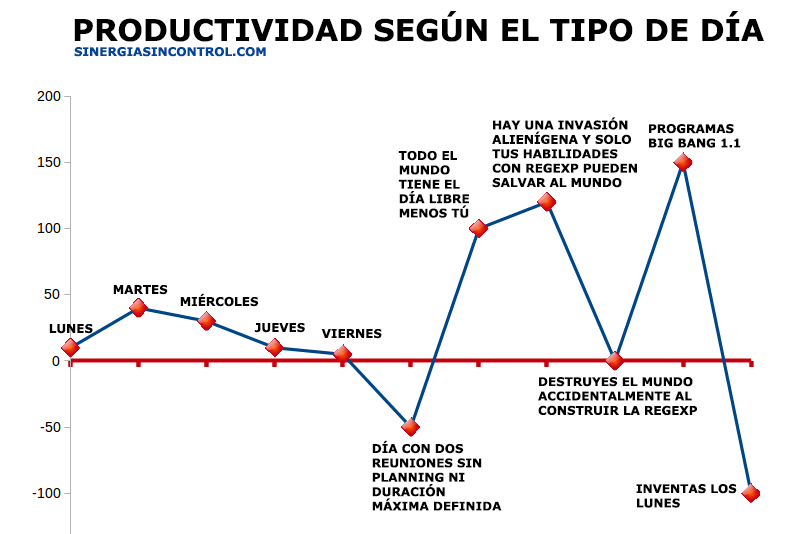 PRODUCTIVIDAD SEGÚN EL TIPO DE DÍA
SINERGIASINCONTROL.COM
200
150
100
50
0
-50
-100
LUNES
MARTES
MIÉRCOLES
JUEVES
VIERNES
DÍA CON DOS
REUNIONES SIN
PLANNING NI
DURACIÓN
MÁXIMA DEFINIDA
TODO EL
MUNDO
TIENE EL
DÍA LIBRE
MENOS TÚ
HAY UNA INVASIÓN
ALIENÍGENA Y SOLO
TUS HABILIDADES
CON REGEXP PUEDEN
SALVAR AL MUNDO
DESTRUYES EL MUNDO
ACCIDENTALMENTE AL
CONSTRUIR LA REGEXP
PROGRAMAS
BIG BANG 1.1
INVENTAS LOS
LUNES